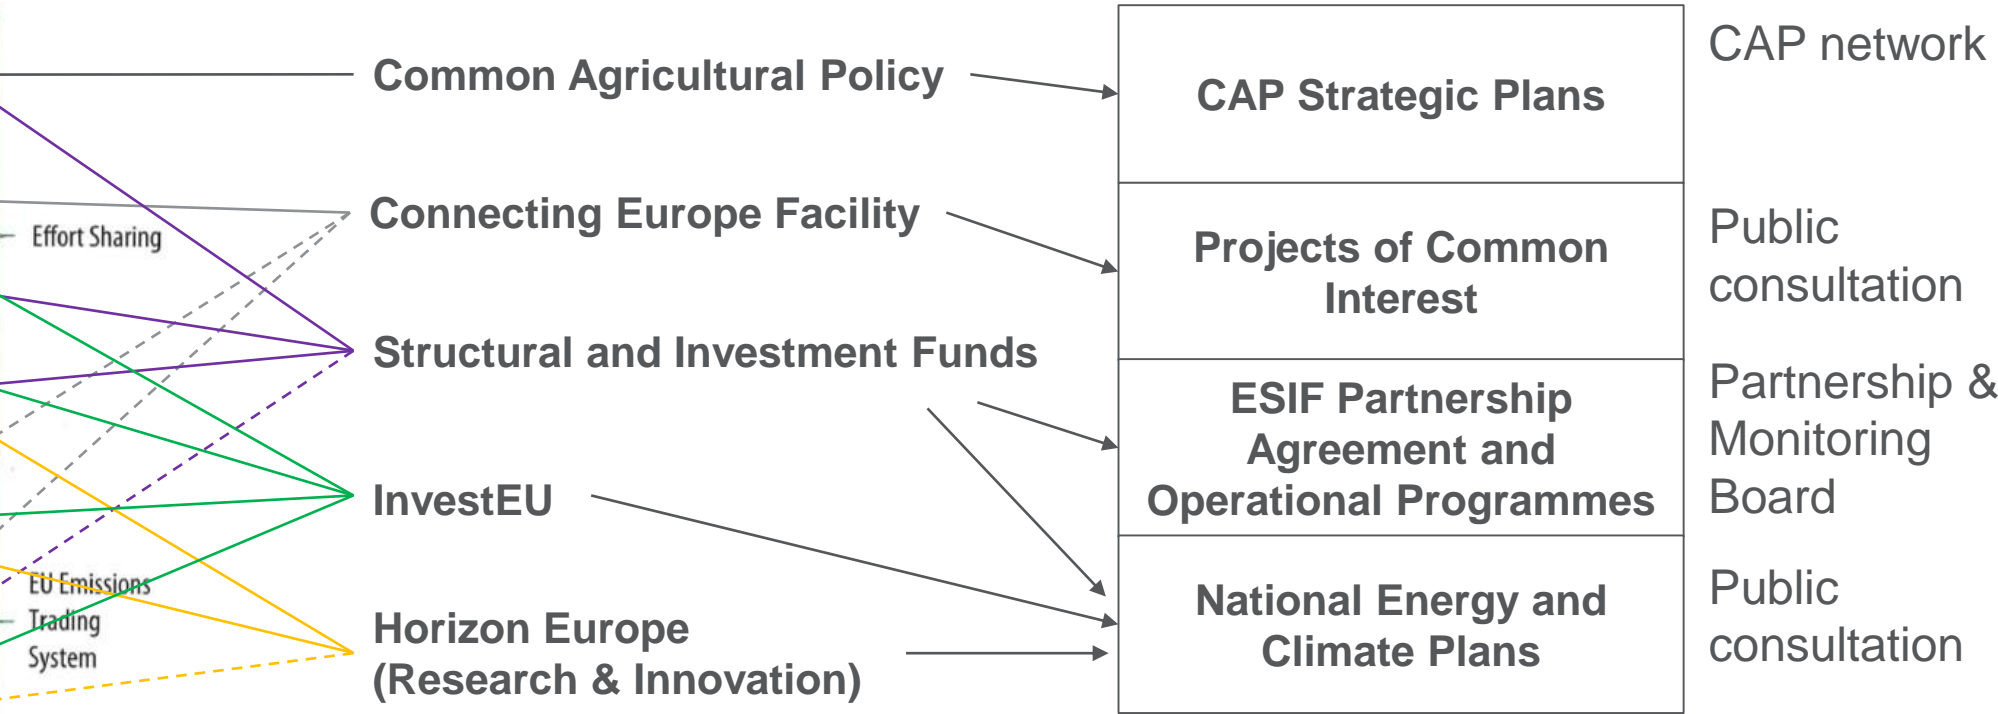 Common Agricultural Policy
Connecting Europe Facility
Effort Sharing
Structural and Investment Funds
InvestEU
EU Emissions
Trading
System
Horizon Europe
(Research & Innovation)
CAP Strategic Plans
Projects of Common
Interest
ESIF Partnership
Agreement and
Operational Programmes
National Energy and
Climate Plans
CAP network
Public
consultation
Partnership &
Monitoring
Board
Public
consultation